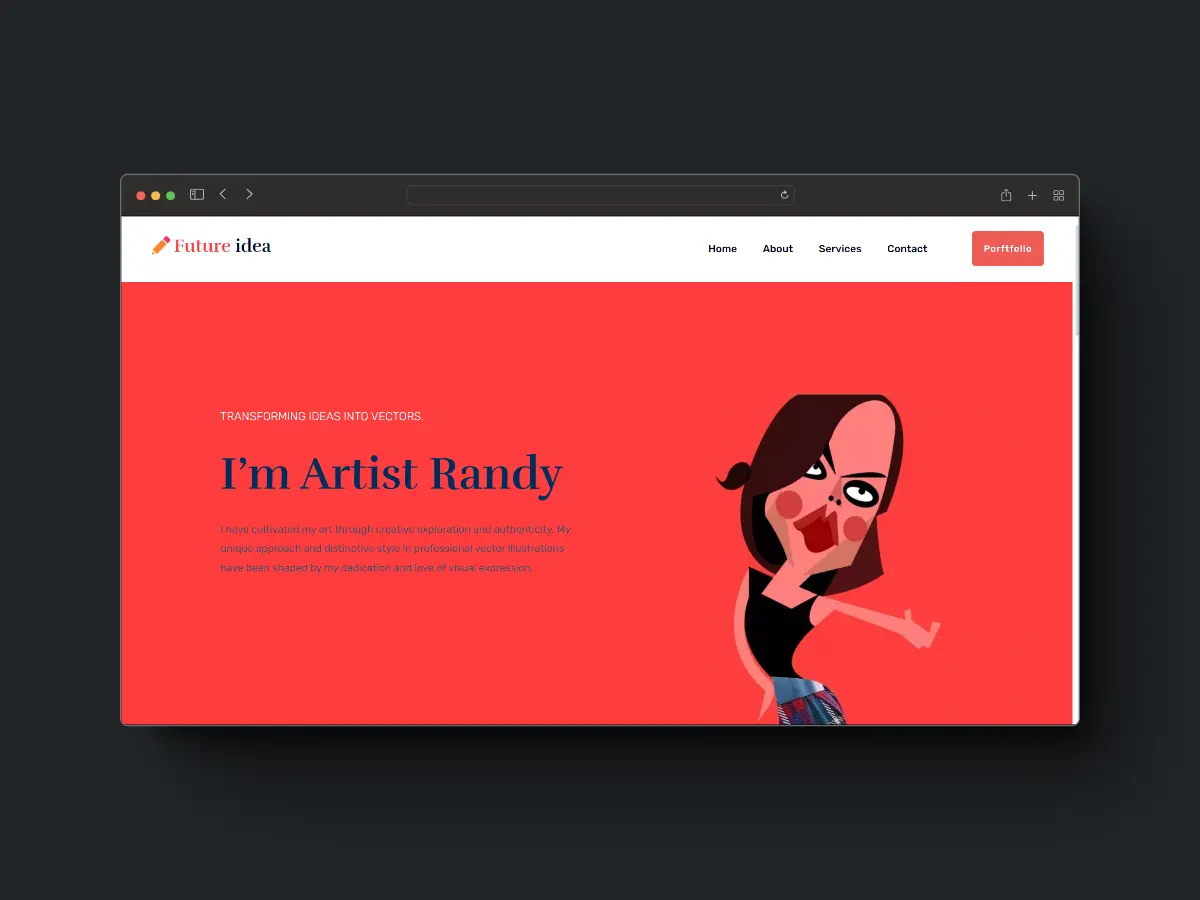 Future idea
Home About Services Contact Porftfolio
TRANSFORMING IDEAS INTO VECTORS.
I'm Artist Randy
I have cultivated my art through creative exploration and authenticity. My
unique approach and distinctive style in professional vector illustrations
have been shaped by my dedication and love of visual expression.